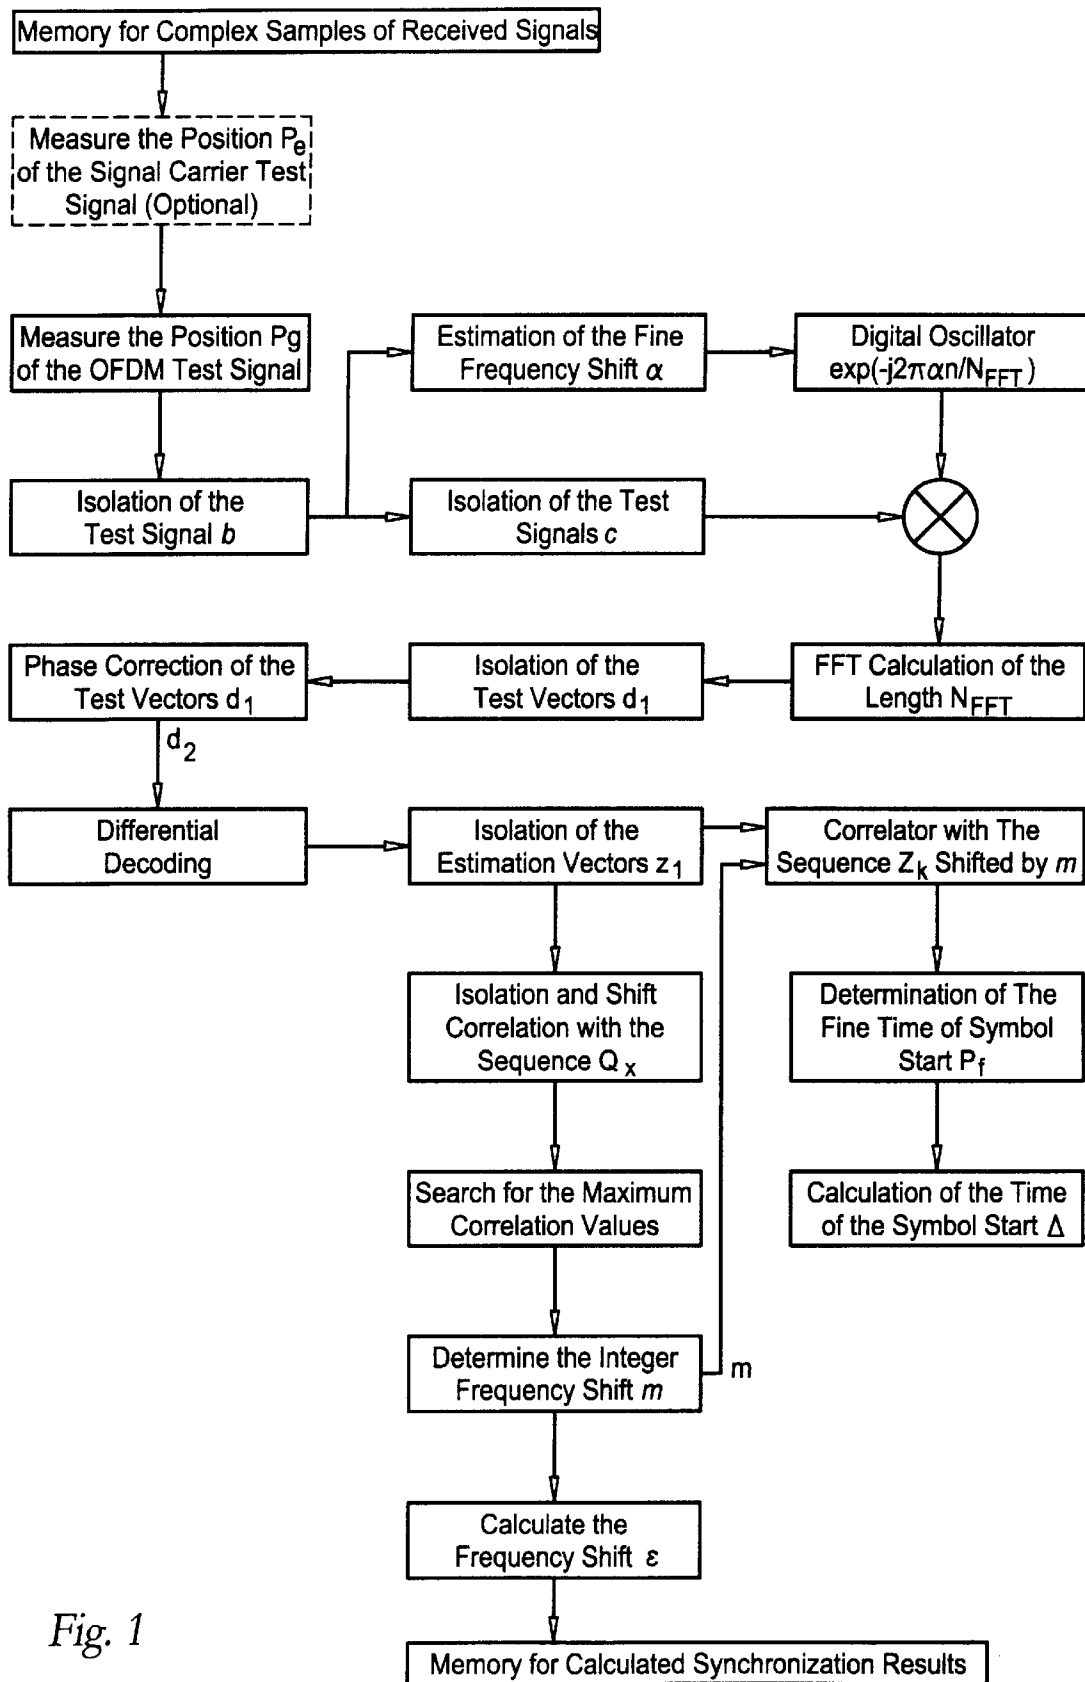 Memory for Complex Samples of Received Signals
Measure the Position Pe
of the Signal Carrier Test
Signal (Optional)
Measure the Position Pg
of the OFDM Test Signal
Estimation of the Fine
Frequency Shift α
Digital Oscillator
exp(-j2παn/NFFT)
Isolation of the
Test Signal b
Isolation of the Test
Signals c
Phase Correction of the
Test Vectors d1
Isolation of the
Test Vectors d1
FFT Calculation of the
Length NFFT
d2
Differential
Decoding
Isolation of the
Estimation Vectors z1
Correlator with The
Sequence Zk Shifted by m
Isolation and Shift
Correlation with the
Sequence Qx
Determination of The
Fine Time of Symbol
Start Pf
Search for the Maximum
Correlation Values
Calculation of the Time
of the Symbol Start Δ
Determine the Integer
Frequency Shift m
m
Calculate the
Frequency Shift ε
Fig. 1
Memory for Calculated Synchronization Results